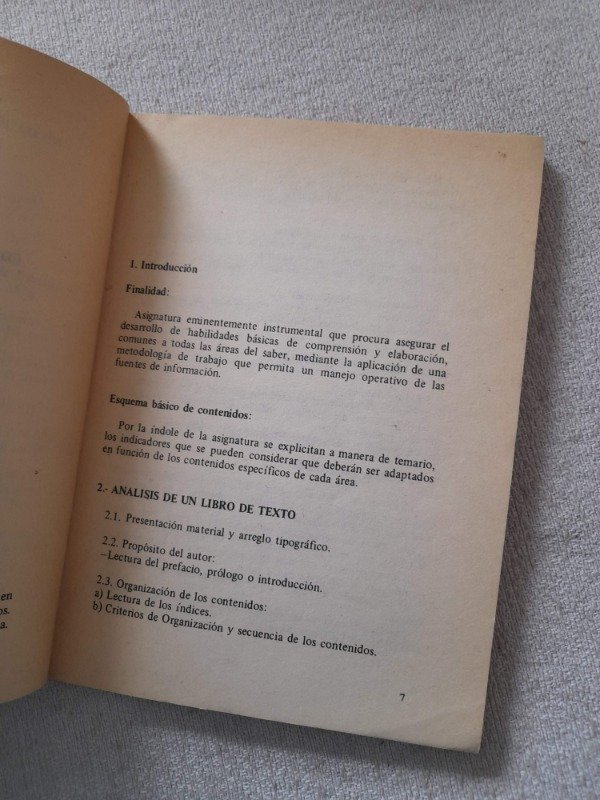 en
os.
a.
1. Introducción
Finalidad:
Asignatura eminentemente instrumental que procura asegurar el
desarrollo de habilidades básicas de comprensión y elaboración,
comunes a todas las áreas del saber, mediante la aplicación de una
metodología de trabajo que permita un manejo operativo de las
fuentes de información.
Esquema básico de contenidos:
Por la índole de la asignatura se explicitan a manera de temario,
los indicadores que se pueden considerar que deberán ser adaptados
en función de los contenidos específicos de cada área.
2.- ANALISIS DE UN LIBRO DE TEXTO
2.1. Presentación material y arreglo tipográfico.
2.2. Propósito del autor:
–Lectura del prefacio, prólogo o introducción.
2.3. Organización de los contenidos:
a) Lectura de los índices.
b) Criterios de Organización y secuencia de los contenidos.
7